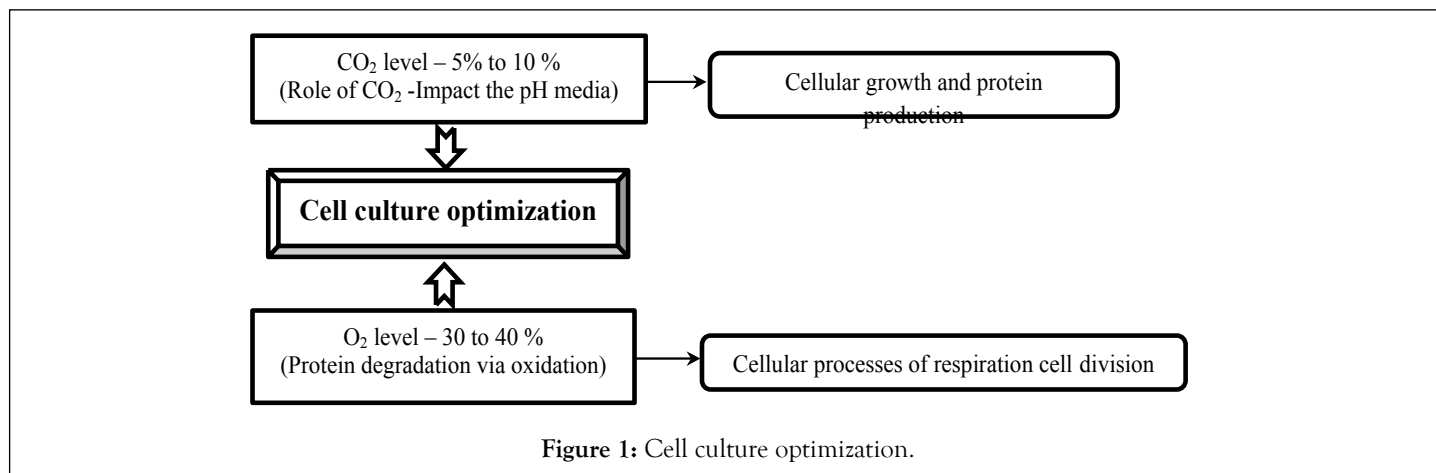 CO₂ level – 5% to 10 %
(Role of CO₂ -Impact the pH media)
Cellular growth and protein
production
Cell culture optimization
O₂ level – 30 to 40 %
(Protein degradation via oxidation)
Cellular processes of respiration cell division
Figure 1: Cell culture optimization.